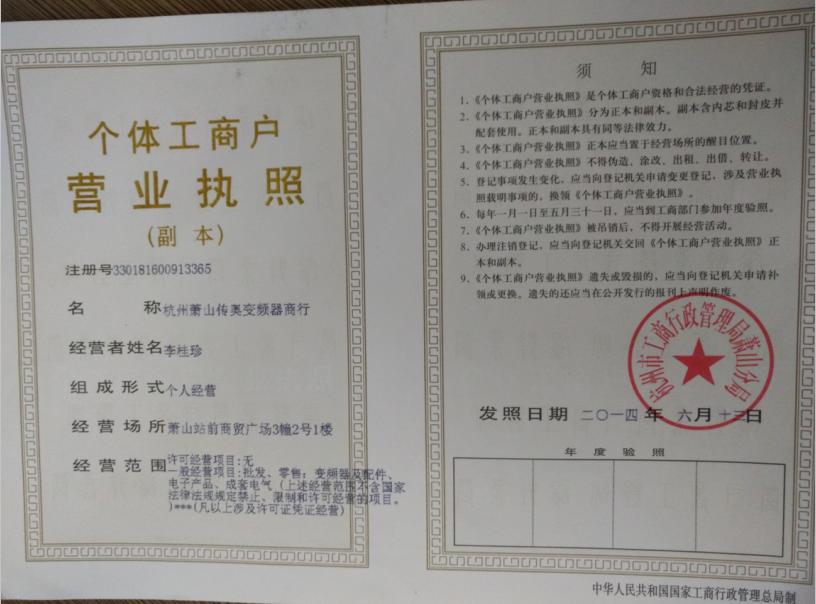 个体工商户
营业执照
(副 本)
注册号330181600913365
名 称杭州萧山传奥变频器商行
经营者姓名李桂珍
组成形式个人经营
经营场所萧山站前商贸广场3幢2号1楼
经营范围许可经营项目:无
一般经营项目:批发、零售：变频器及配件、
电子产品、成套电气（上述经营范围不含国家
法律法规规定禁止、限制和许可经营的项目。
)***(凡以上涉及许可证凭证经营)
须 知
1．《个体工商户营业执照》是个体工商户资格和合法经营的凭证。
2．《个体工商户营业执照》分为正本和副本。副本含内芯和封皮并
配套使用。正本和副本具有同等法律效力。
3．《个体工商户营业执照》正本应当置于经营场所的醒目位置。
4．《个体工商户营业执照》不得伪造、涂改、出租、出借、转让。
5．登记事项发生变化，应当向登记机关申请变更登记，涉及营业执
照载明事项的，换领《个体工商户营业执照》。
6．每年一月一日至五月三十一日，应当到工商部门参加年度验照。
7．《个体工商户营业执照》被吊销后，不得开展经营活动。
8．办理注销登记，应当向登记机关交回《个体工商户营业执照》正
本和副本。
9．《个体工商户营业执照》遗失或毁损的，应当向登记机关申请补
领或更换。遗失的还应当在公开发行的报刊上声明作废。
杭州市工商行政管理局萧山分局
发照日期 二〇一四 年 六 月 十三 日
年 度 验 照
中华人民共和国国家工商行政管理总局制